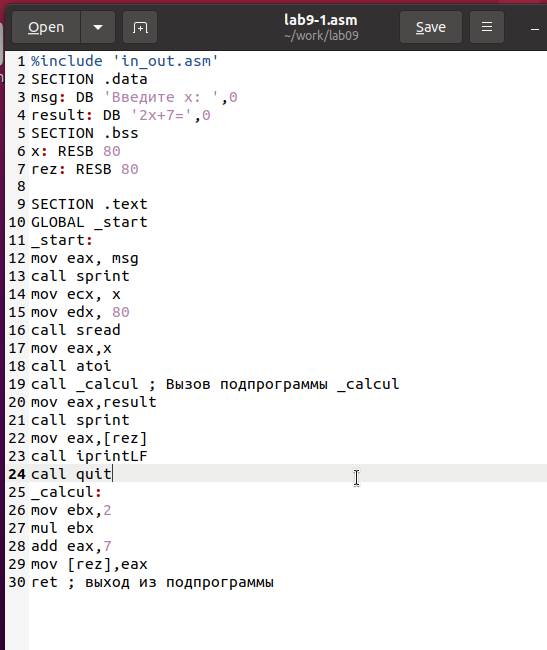 Open
lab9-1.asm
~/work/lab09
Save
1 %include 'in_out.asm'
2 SECTION .data
3 msg: DB 'Введите x: ',0
4 result: DB '2x+7=',0
5 SECTION .bss
6 x: RESB 80
7 rez: RESB 80
8
9 SECTION .text
10 GLOBAL _start
11 _start:
12 mov eax, msg
13 call sprint
14 mov ecx, x
15 mov edx, 80
16 call sread
17 mov eax,x
18 call atoi
19 call _calcul ; Вызов подпрограммы _calcul
20 mov eax,result
21 call sprint
22 mov eax,[rez]
23 call iprintLF
24 call quit
25 _calcul:
26 mov ebx,2
27 mul ebx
28 add eax,7
29 mov [rez],eax
30 ret ; выход из подпрограммы